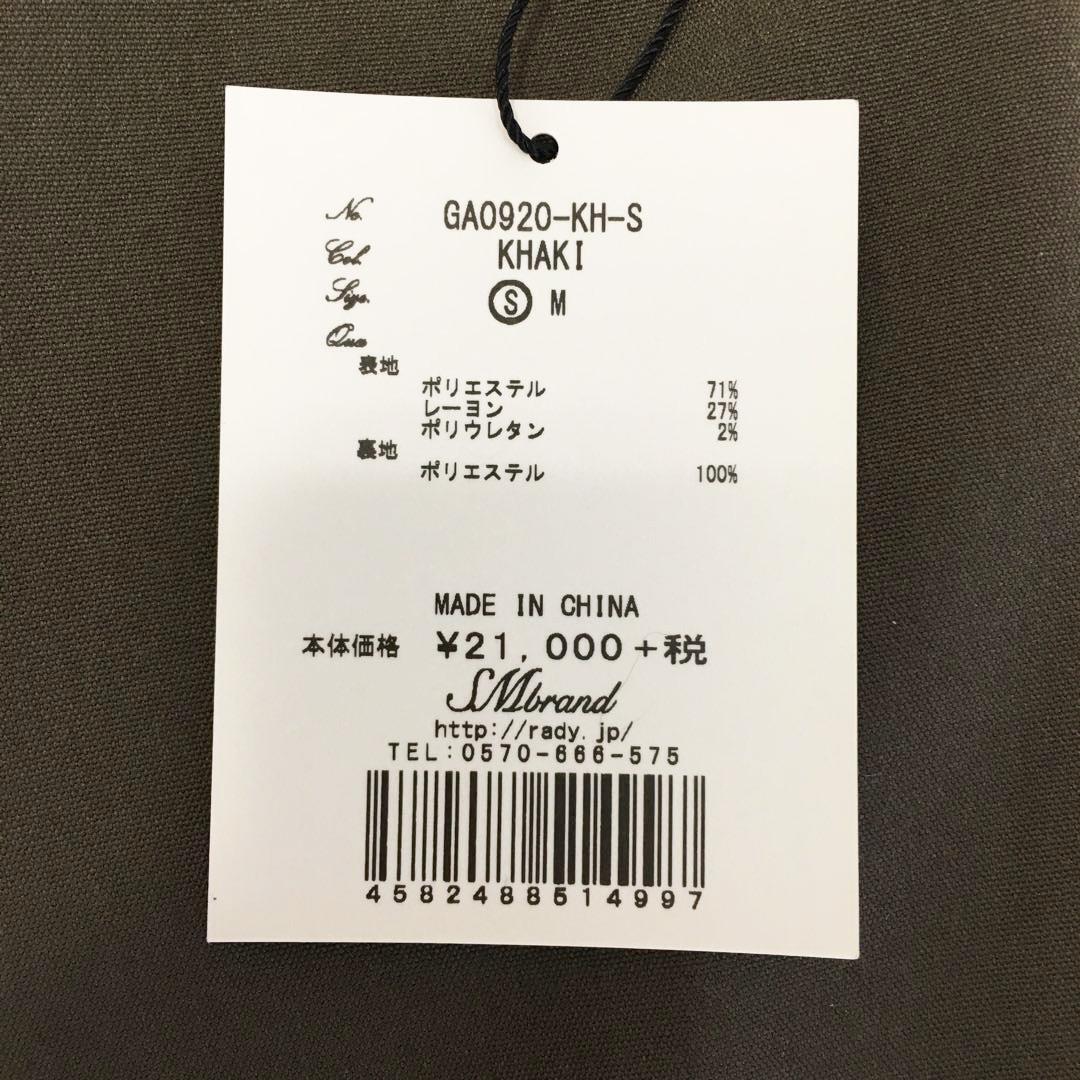 No. GA0920-KH-S
Col. KHAKI
Size. S M
Qua
表地
ポリエステル 71%
レーヨン 27%
ポリウレタン 2%
裏地
ポリエステル 100%
MADE IN CHINA
本体価格 ¥21,000+税
SMbrand
http://rady.jp/
TEL:0570-666-575
4582488514997